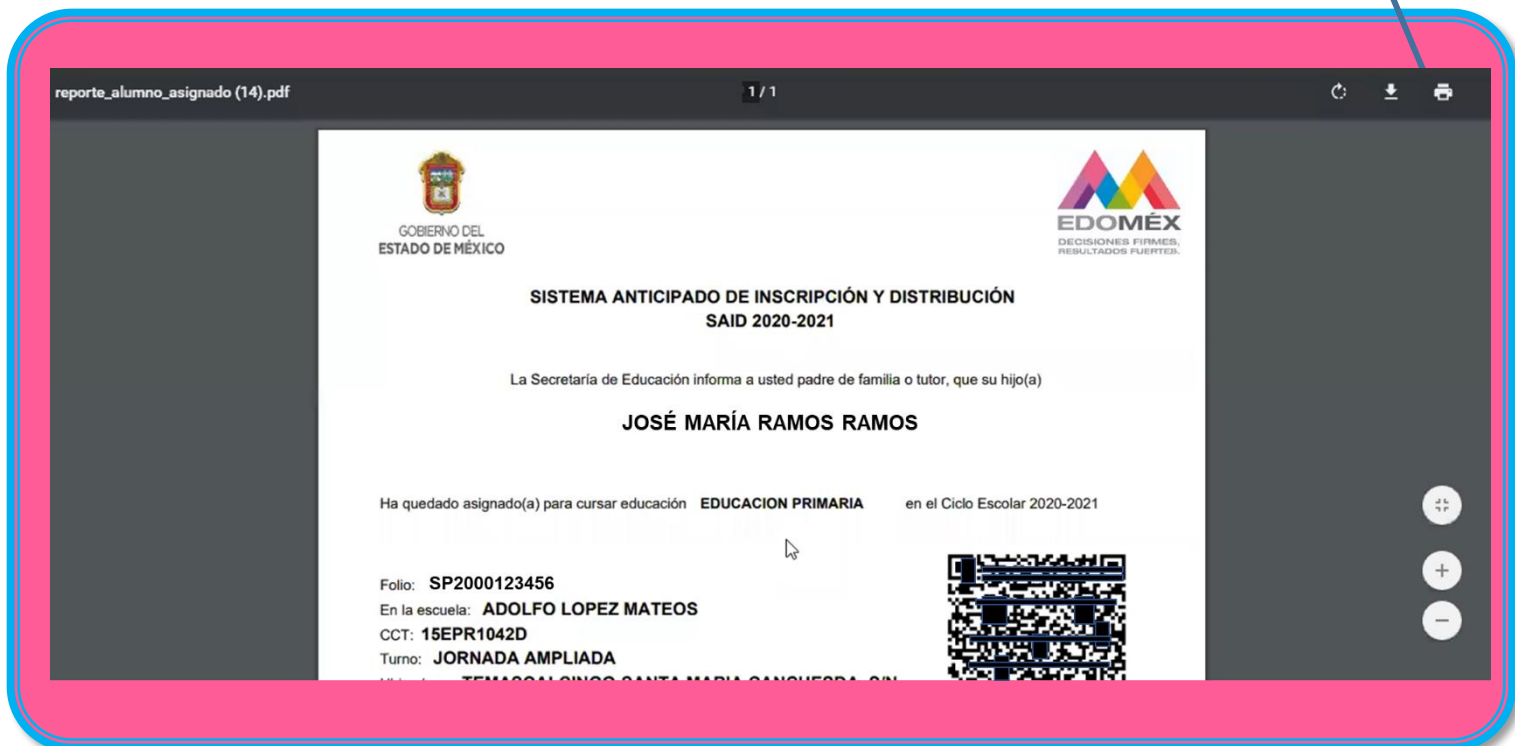 reporte_alumno_asignado (14).pdf
1 / 1
GOBIERNO DEL
ESTADO DE MÉXICO
EDOMÉX
DECISIONES FIRMES,
RESULTADOS FUERTES.
SISTEMA ANTICIPADO DE INSCRIPCIÓN Y DISTRIBUCIÓN
SAID 2020-2021
La Secretaría de Educación informa a usted padre de familia o tutor, que su hijo(a)
JOSÉ MARÍA RAMOS RAMOS
Ha quedado asignado(a) para cursar educación EDUCACION PRIMARIA en el Ciclo Escolar 2020-2021
Folio: SP2000123456
En la escuela: ADOLFO LOPEZ MATEOS
CCT: 15EPR1042D
Turno: JORNADA AMPLIADA
TEMASCALCINGO SANTA MARIA S/N